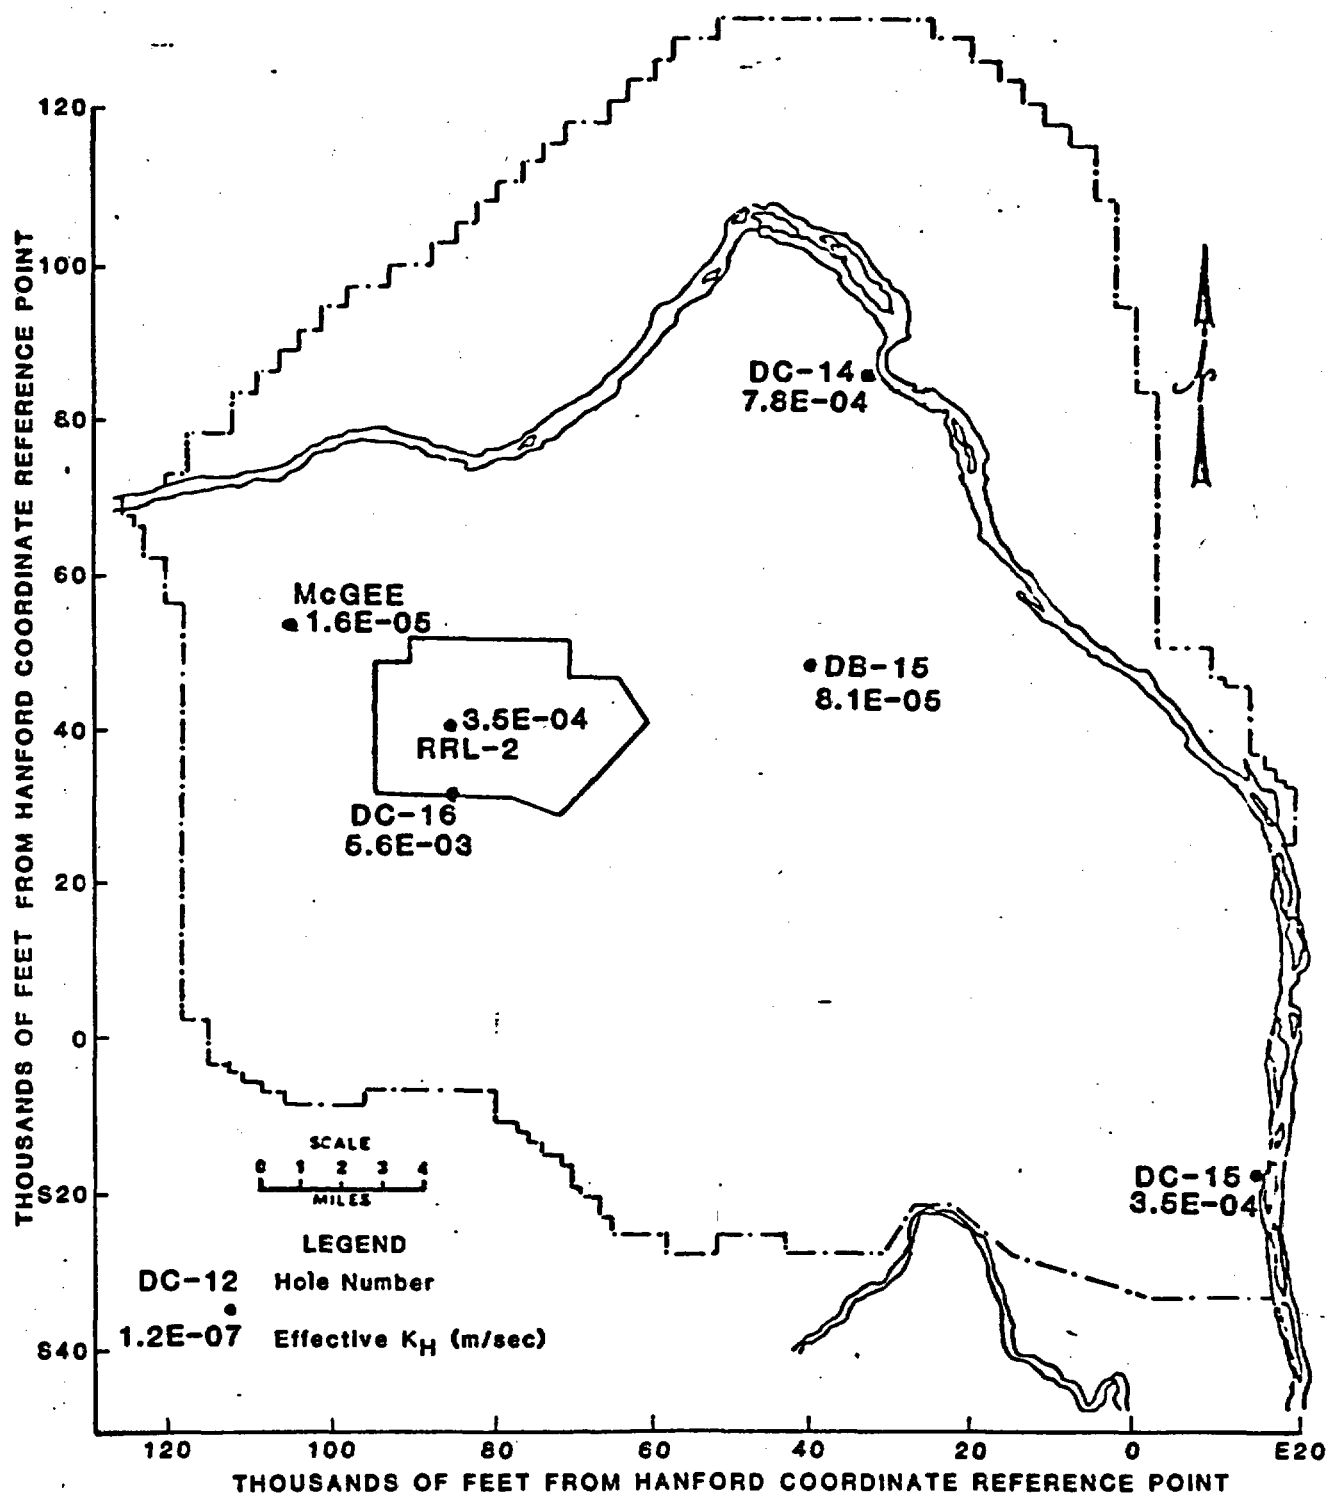 120
100
80
60
40
20
0
S20
S40
THOUSANDS OF FEET FROM HANFORD COORDINATE REFERENCE POINT
DC-14
7.8E-04
McGEE
1.6E-05
DB-15
8.1E-05
3.5E-04
RRL-2
DC-16
5.6E-03
DC-15
3.5E-04
SCALE
0 1 2 3 4
MILES
LEGEND
DC-12 Hole Number
1.2E-07 Effective KH (m/sec)
120 100 80 60 40 20 0 E20
THOUSANDS OF FEET FROM HANFORD COORDINATE REFERENCE POINT